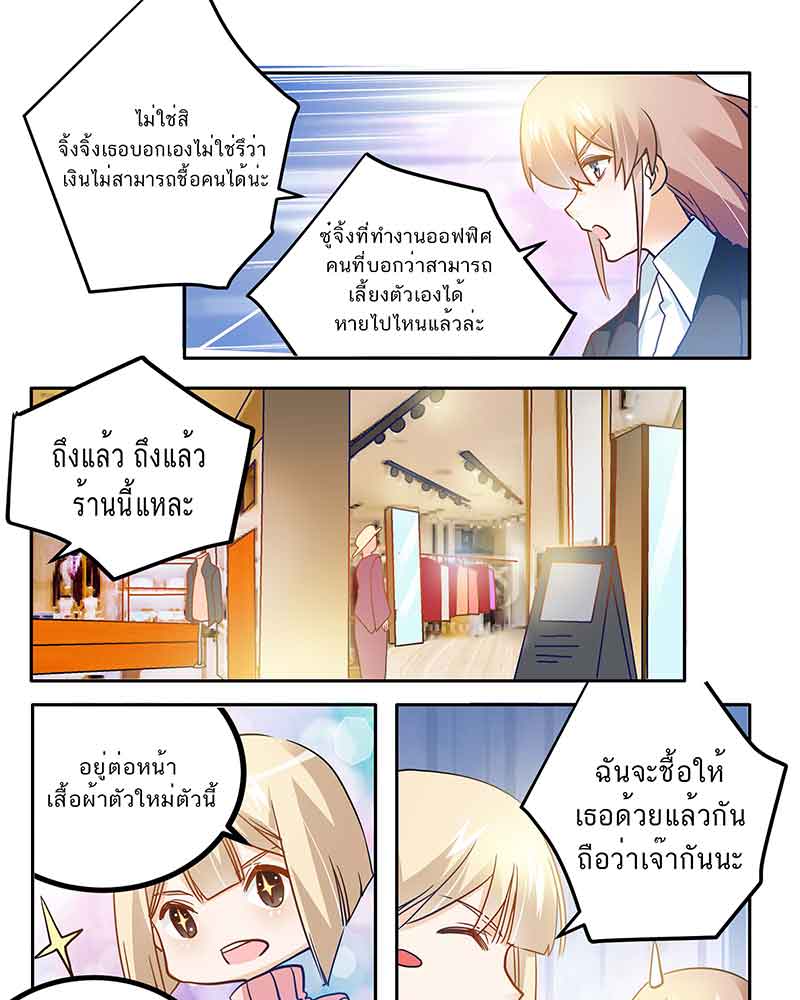 ไม่ใช่สิ
จิ้งจิ้งเธอบอกเองไม่ใช่รึว่า
เงินไม่สามารถซื้อคนได้น่ะ
ซู๋จิ้งที่ทำงานออฟฟิศ
คนที่บอกว่าสามารถ
เลี้ยงตัวเองได้
หายไปไหนแล้วล่ะ
ถึงแล้ว ถึงแล้ว
ร้านนี้แหละ
อยู่ต่อหน้า
เสื้อผ้าตัวใหม่ตัวนี้
ฉันจะซื้อให้
เธอด้วยแล้วกัน
ถือว่าเจ๊ากันนะ